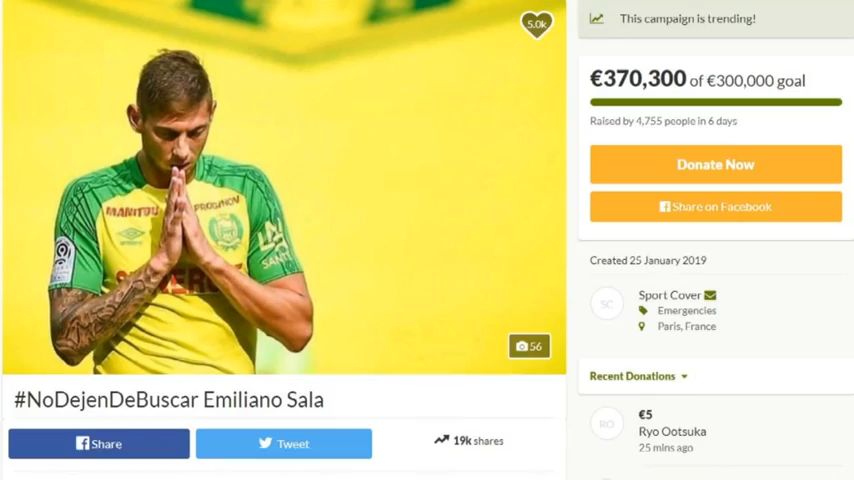 5.0k
This campaign is trending!
€370,300 of €300,000 goal
Raised by 4,755 people in 6 days
Donate Now
Share on Facebook
Created 25 January 2019
SC
Sport Cover
Emergencies
Paris, France
Recent Donations
RO
€5
Ryo Ootsuka
25 mins ago
MANITOU
PROGINOV
56
#NoDejenDeBuscar Emiliano Sala
Share
Tweet
19k shares